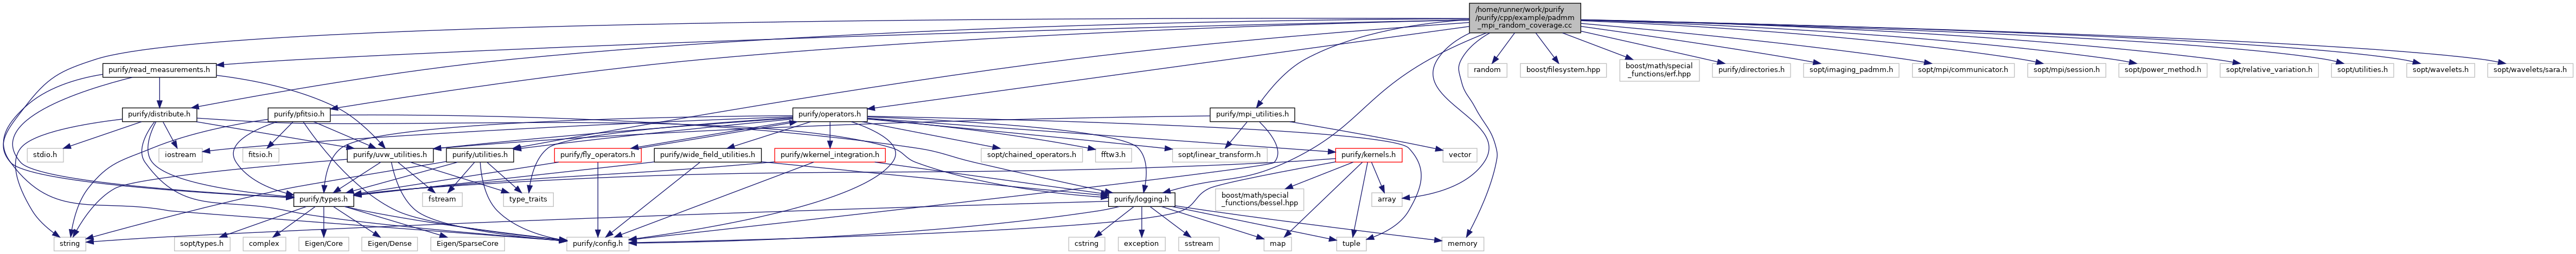 /home/runner/work/purify
/purify/cpp/example/padmm
_mpi_random_coverage.cc
purify/read_measurements.h
random
boost/filesystem.hpp
boost/math/special
_functions/erf.hpp
purify/directories.h
sopt/imaging_padmm.h
sopt/mpi/communicator.h
sopt/mpi/session.h
sopt/power_method.h
sopt/relative_variation.h
sopt/utilities.h
sopt/wavelets.h
sopt/wavelets/sara.h
purify/distribute.h
purify/pfitsio.h
purify/operators.h
purify/mpi_utilities.h
stdio.h
iostream
fitsio.h
purify/uvw_utilities.h
purify/utilities.h
purify/fly_operators.h
purify/wide_field_utilities.h
purify/wkernel_integration.h
sopt/chained_operators.h
fftw3.h
sopt/linear_transform.h
purify/kernels.h
vector
purify/types.h
fstream
type_traits
purify/logging.h
boost/math/special
_functions/bessel.hpp
array
string
sopt/types.h
complex
Eigen/Core
Eigen/Dense
Eigen/SparseCore
purify/config.h
cstring
exception
sstream
map
tuple
memory